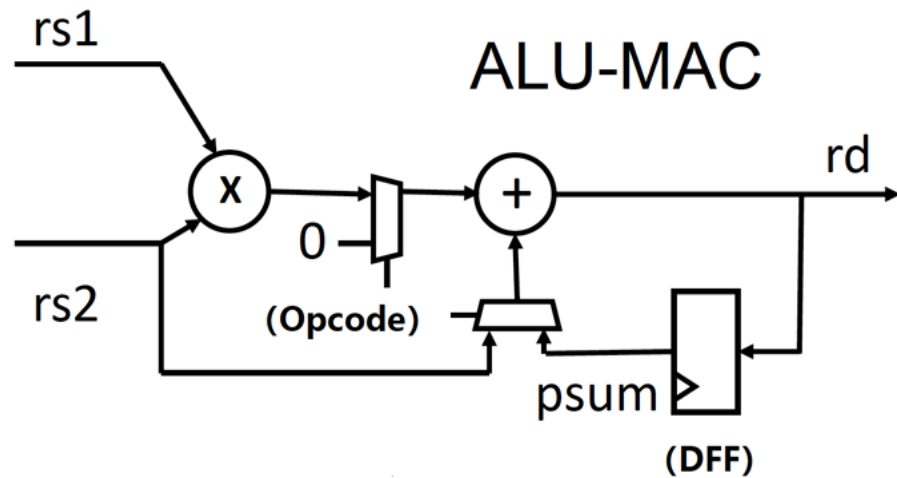 rs1
ALU-MAC
rd
X
+
0
rs2
(Opcode)
psum
(DFF)